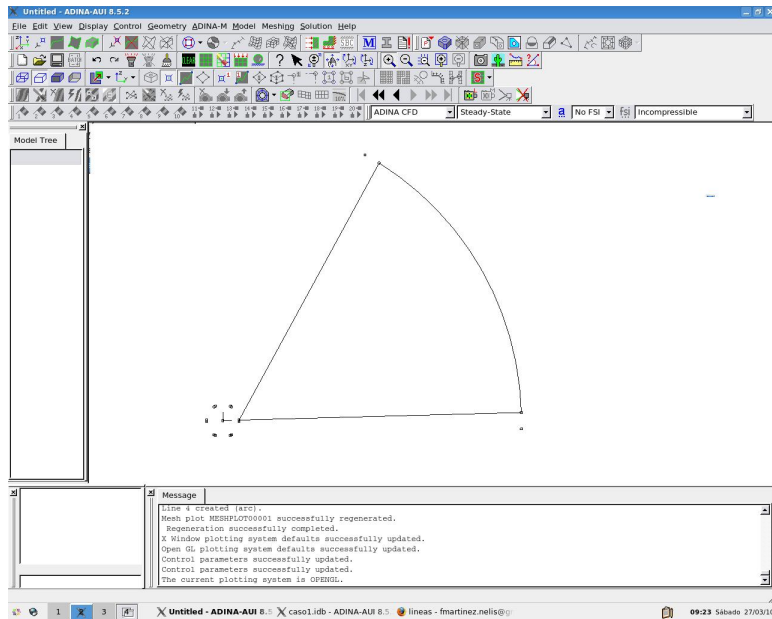 Untitled - ADINA-AUI 8.5.2
File Edit View Display Control Geometry ADINA-M Model Meshing Solution Help
CLEAR
M
S
ADINA CFD
Steady-State
a
No FSI
Fsi
Incompressible
Model Tree
Message
Line 4 created (arc).
Mesh plot MESHPLOT00001 successfully regenerated.
Regeneration successfully completed.
X Window plotting system defaults successfully updated.
Open GL plotting system defaults successfully updated.
Control parameters successfully updated.
Control parameters successfully updated.
The current plotting system is OPENGL.
1
3
Untitled - ADINA-AUI 8.5
caso1.idb - ADINA-AUI 8.5
lineas - fmartinez.nelis@g
09:23 Sábado 27/03/10